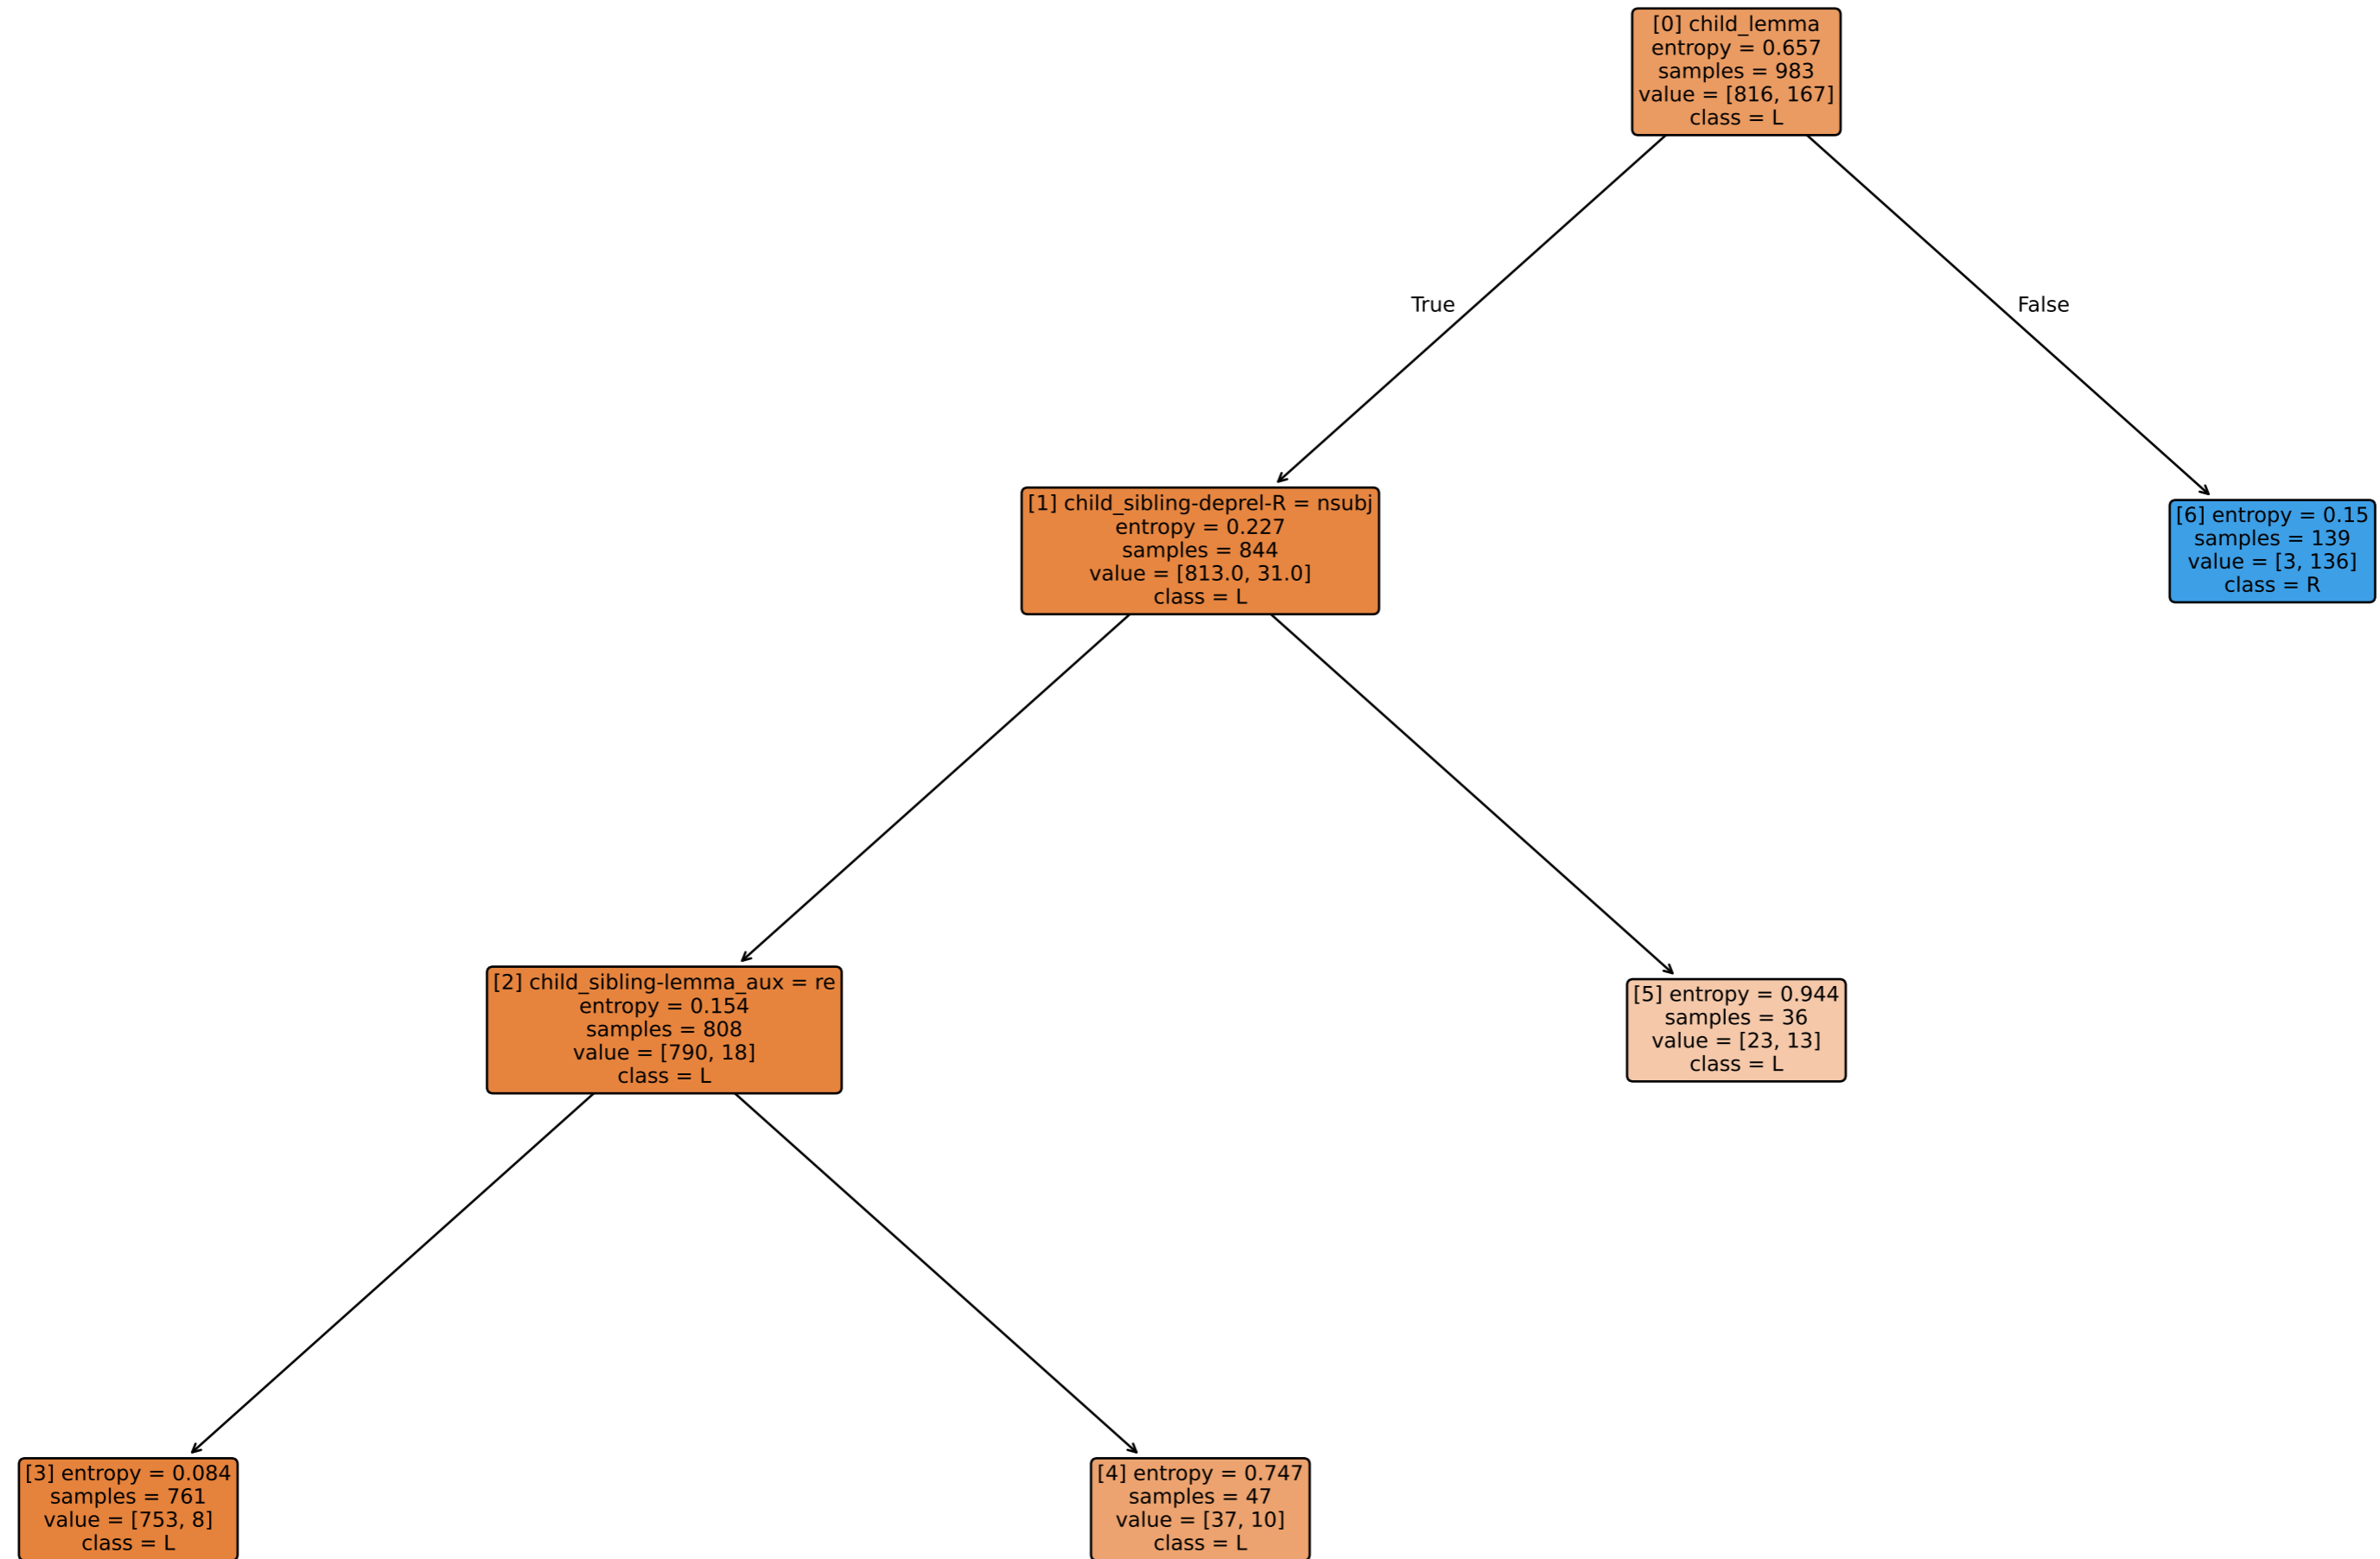 [0] child_lemma
entropy = 0.657
samples = 983
value = [816, 167]
class = L
True
False
[1] child_sibling-deprel-R = nsubj
entropy = 0.227
samples = 844
value = [813.0, 31.0]
class = L
[6] entropy = 0.15
samples = 139
value = [3, 136]
class = R
[2] child_sibling-lemma_aux = re
entropy = 0.154
samples = 808
value = [790, 18]
class = L
[5] entropy = 0.944
samples = 36
value = [23, 13]
class = L
[3] entropy = 0.084
samples = 761
value = [753, 8]
class = L
[4] entropy = 0.747
samples = 47
value = [37, 10]
class = L